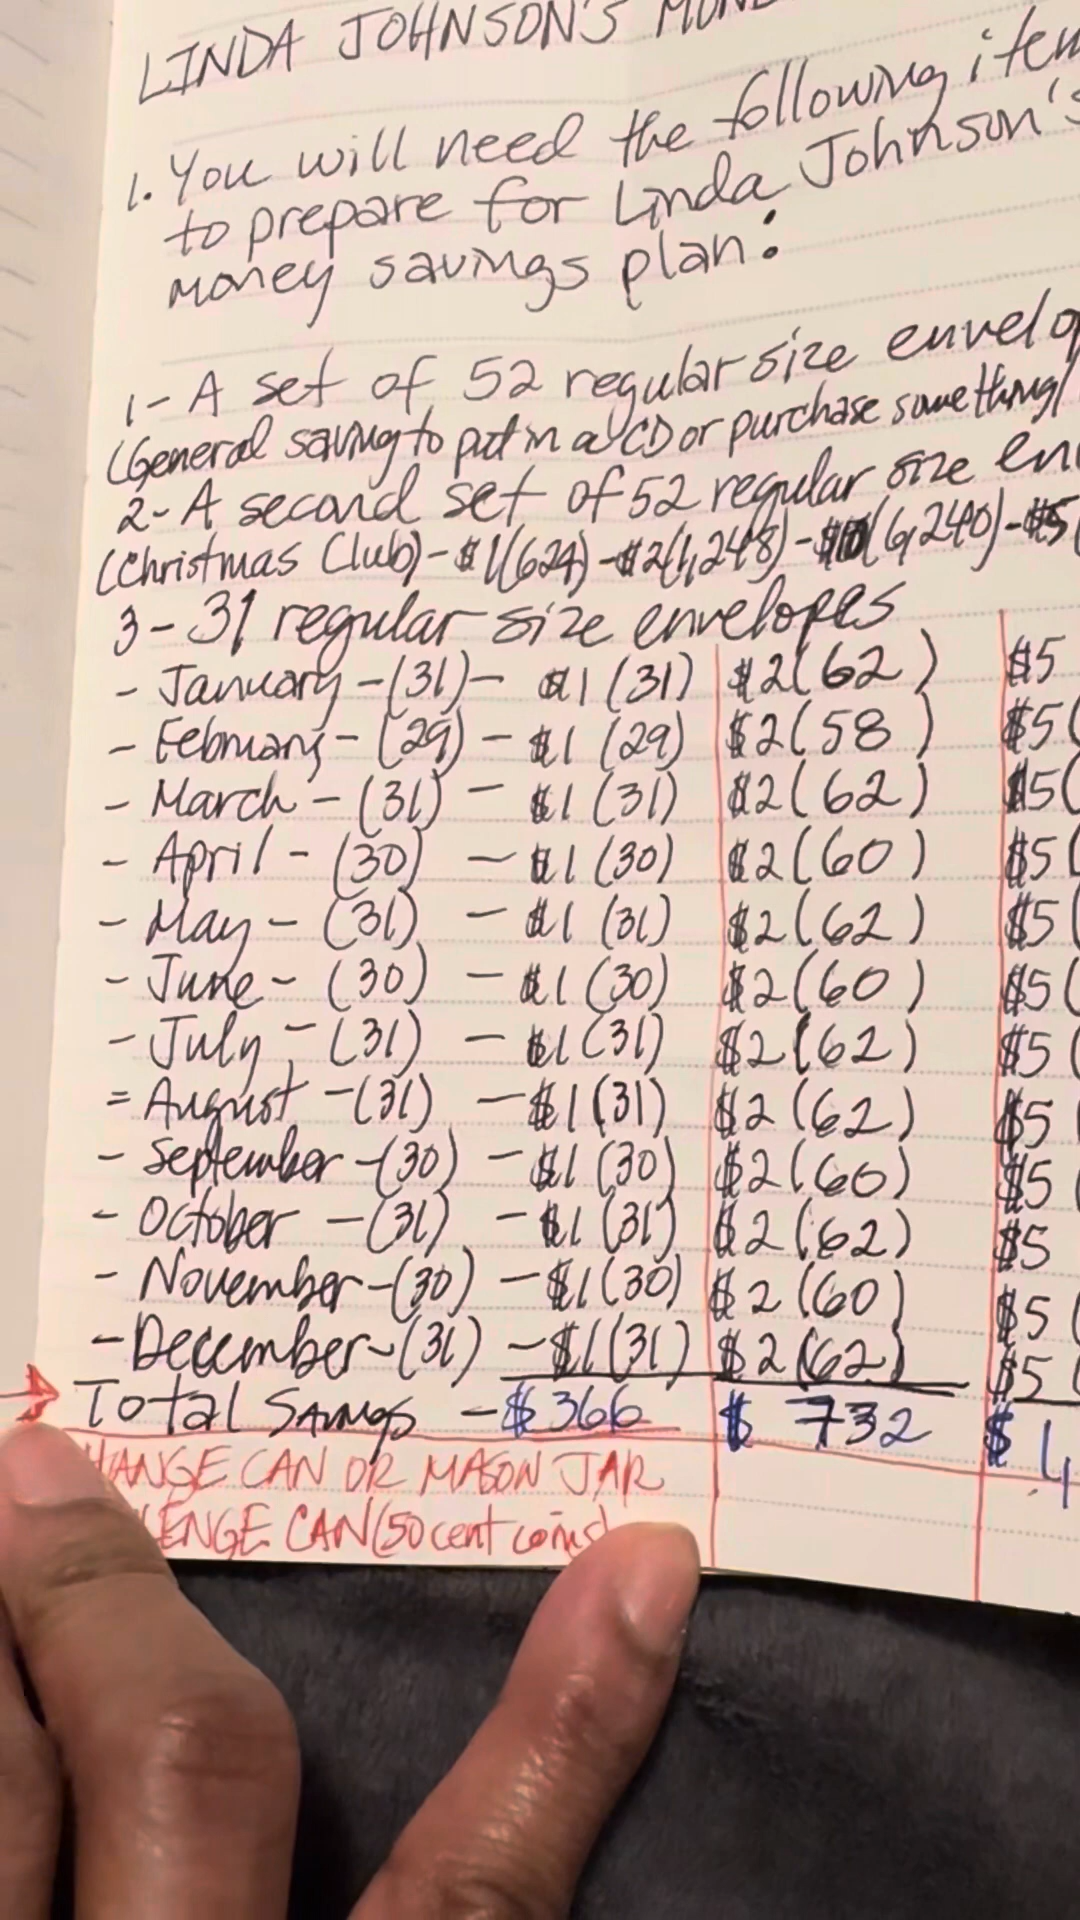 LINDA JOHNSON'S
1. You will need the following
to prepare for Linda Johnson's
money savings plan:
1- A set of 52 regular size
(General saving to put in a CD or purchase something/
2- A second set of 52 regular size
(Christmas Club) - $1(624) - $2(1,248) - $10(6,240) - $5(
3- 31 regular size envelopes
- January - (31) - $1 (31) $2(62) $5
- February - (29) - $1 (29) $2(58) $5(
- March - (31) - $1 (31) $2(62) $5(
- April - (30) - $1 (30) $2(60) $5(
- May - (31) - $1 (31) $2(62) $5(
- June - (30) - $1 (30) $2(60) $5(
- July - (31) - $1 (31) $2(62) $5(
= August - (31) - $1 (31) $2(62) $5(
- September - (30) - $1 (30) $2(60) $5(
- October - (31) - $1 (31) $2(62) $5
- November - (30) - $1 (30) $2(60) $5(
- December - (31) - $1 (31) $2(62) $5(
Total Savings - $366 $ 732 $ 1,
CAN OR MASON JAR
CAN (50 cent coins)